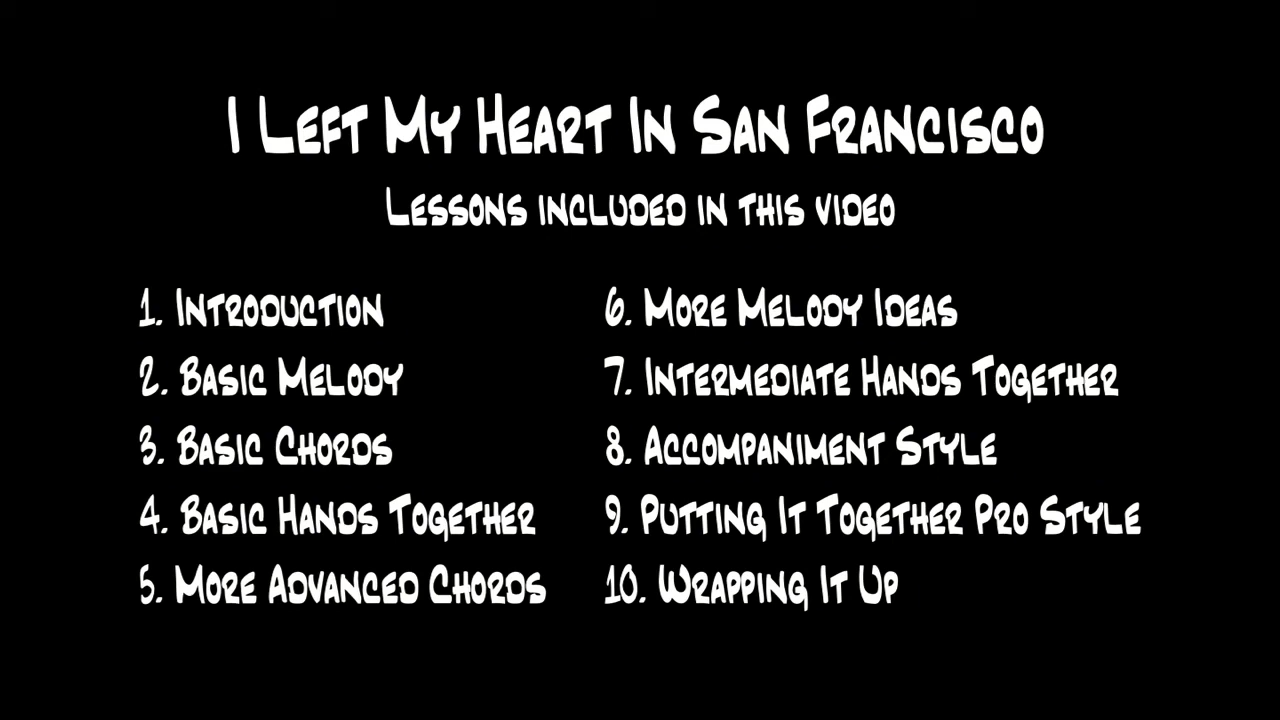 I Left My Heart In San Francisco
Lessons included in this video
1. Introduction
2. Basic Melody
3. Basic Chords
4. Basic Hands Together
5. More Advanced Chords
6. More Melody Ideas
7. Intermediate Hands Together
8. Accompaniment Style
9. Putting It Together Pro Style
10. Wrapping It Up